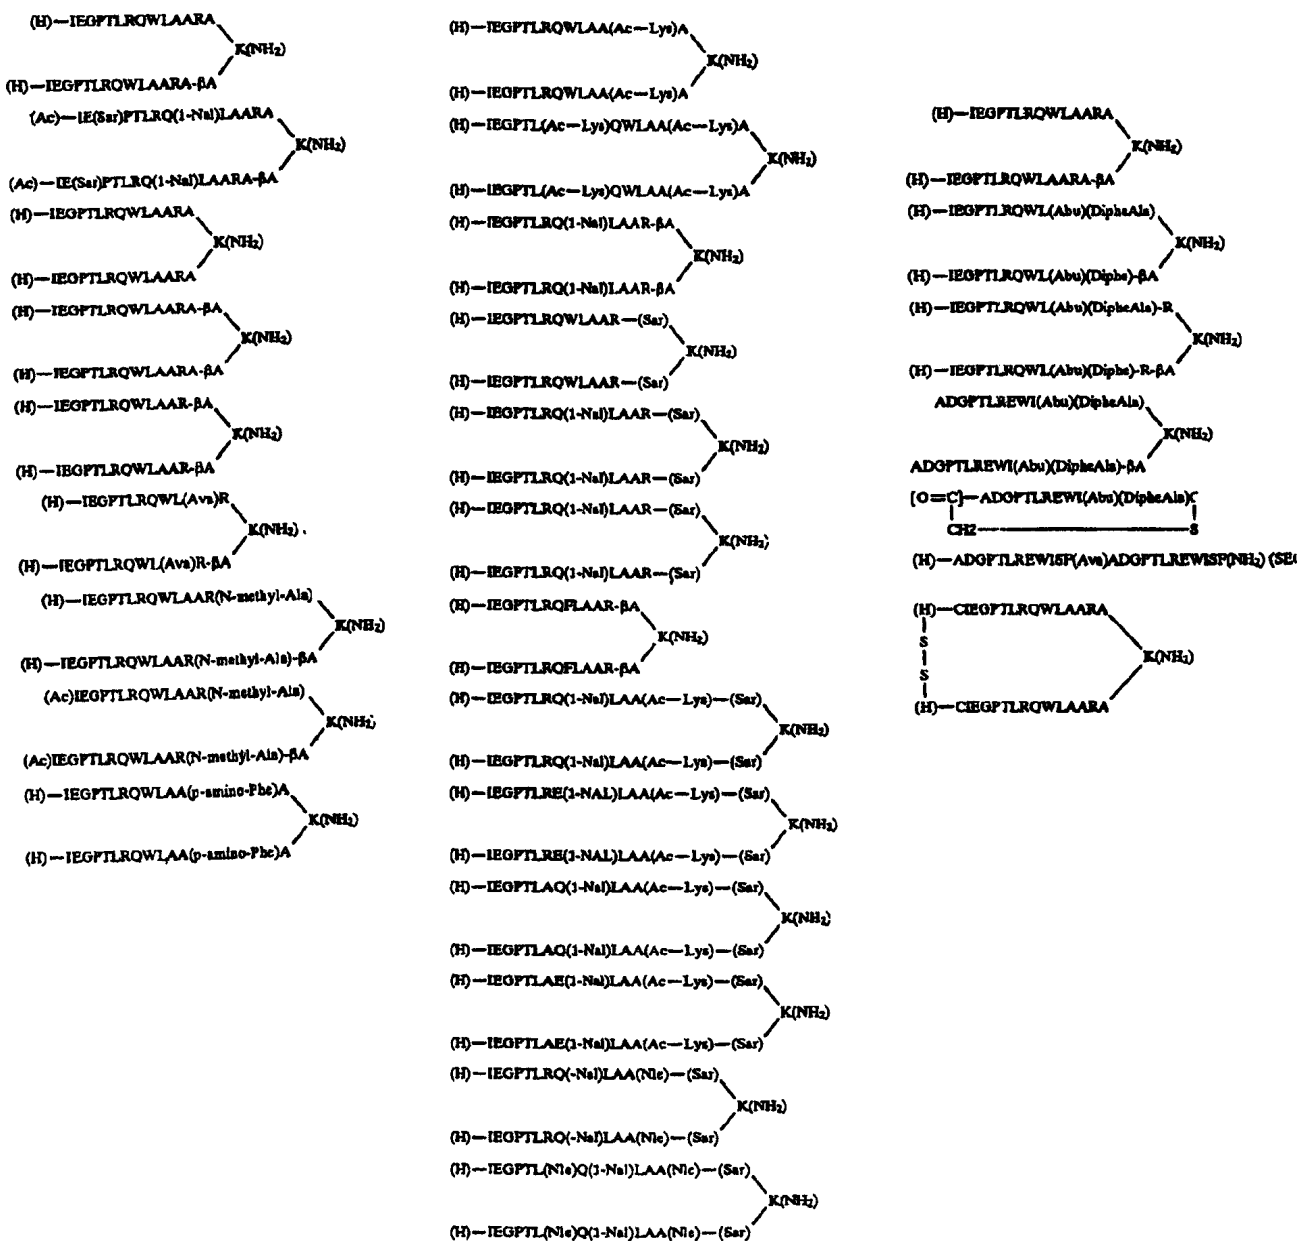 (H)—IEGPTLRQWLAARA
K(NH2)
(H)—IEGPTLRQWLAARA-βA
(Ac)—IE(Sar)PTLRQ(1-Nal)LAARA
K(NH2)
(Ac)—IE(Sar)PTLRQ(1-Nal)LAARA-βA
(H)—IEGPTLRQWLAARA
K(NH2)
(H)—IEGPTLRQWLAARA
(H)—IEGPTLRQWLAARA-βA
K(NH2)
(H)—IEGPTLRQWLAARA-βA
(H)—IEGPTLRQWLAAR-βA
K(NH2)
(H)—IEGPTLRQWLAAR-βA
(H)—IEGPTLRQWL(Ava)R
K(NH2)
(H)—IEGPTLRQWL(Ava)R-βA
(H)—IEGPTLRQWLAAR(N-methyl-Ala)
K(NH2)
(H)—IEGPTLRQWLAAR(N-methyl-Ala)-βA
(Ac)IEGPTLRQWLAAR(N-methyl-Ala)
K(NH2)
(Ac)IEGPTLRQWLAAR(N-methyl-Ala)-βA
(H)—IEGPTLRQWLAA(p-amino-Phe)A
K(NH2)
(H)—IEGPTLRQWLAA(p-amino-Phe)A
(H)—IEGPTLRQWLAA(Ac—Lys)A
K(NH2)
(H)—IEGPTLRQWLAA(Ac—Lys)A
(H)—IEGPTL(Ac—Lys)QWLAA(Ac—Lys)A
K(NH2)
(H)—IEGPTL(Ac—Lys)QWLAA(Ac—Lys)A
(H)—IEGPTLRQ(1-Nal)LAAR-βA
K(NH2)
(H)—IEGPTLRQ(1-Nal)LAAR-βA
(H)—IEGPTLRQWLAAR—(Sar)
K(NH2)
(H)—IEGPTLRQWLAAR—(Sar)
(H)—IEGPTLRQ(1-Nal)LAAR—(Sar)
K(NH2)
(H)—IEGPTLRQ(1-Nal)LAAR—(Sar)
(H)—IEGPTLRQ(1-Nal)LAAR—(Sar)
K(NH2)
(H)—IEGPTLRQ(1-Nal)LAAR—(Sar)
(H)—IEGPTLRQFLAAR-βA
K(NH2)
(H)—IEGPTLRQFLAAR-βA
(H)—IEGPTLRQ(1-Nal)LAA(Ac—Lys)—(Sar)
K(NH2)
(H)—IEGPTLRQ(1-Nal)LAA(Ac—Lys)—(Sar)
(H)—IEGPTLRE(1-NAL)LAA(Ac—Lys)—(Sar)
K(NH2)
(H)—IEGPTLRE(1-NAL)LAA(Ac—Lys)—(Sar)
(H)—IEGPTLAQ(1-Nal)LAA(Ac—Lys)—(Sar)
K(NH2)
(H)—IEGPTLAQ(1-Nal)LAA(Ac—Lys)—(Sar)
(H)—IEGPTLAE(1-Nal)LAA(Ac—Lys)—(Sar)
K(NH2)
(H)—IEGPTLAE(1-Nal)LAA(Ac—Lys)—(Sar)
(H)—IEGPTLRQ(-Nal)LAA(Nle)—(Sar)
K(NH2)
(H)—IEGPTLRQ(-Nal)LAA(Nle)—(Sar)
(H)—IEGPTL(Nle)Q(1-Nal)LAA(Nle)—(Sar)
K(NH2)
(H)—IEGPTL(Nle)Q(1-Nal)LAA(Nle)—(Sar)
(H)—IEGPTLRQWLAARA
K(NH2)
(H)—IEGPTLRQWLAARA-βA
(H)—IEGPTLRQWL(Abu)(DipheAla)
K(NH2)
(H)—IEGPTLRQWL(Abu)(Diphe)-βA
(H)—IEGPTLRQWL(Abu)(DipheAla)-R
K(NH2)
(H)—IEGPTLRQWL(Abu)(Diphe)-R-βA
ADGPTLREWI(Abu)(DipheAla)
K(NH2)
ADGPTLREWI(Abu)(DipheAla)-βA
[O=C]—ADGPTLREWI(Abu)(DipheAla)C
CH2 S
(H)—ADGPTLREWISF(Ava)ADGPTLREWISF(NH2)
(H)—CIEGPTLRQWLAARA
S
K(NH2)
S
(H)—CIEGPTLRQWLAARA